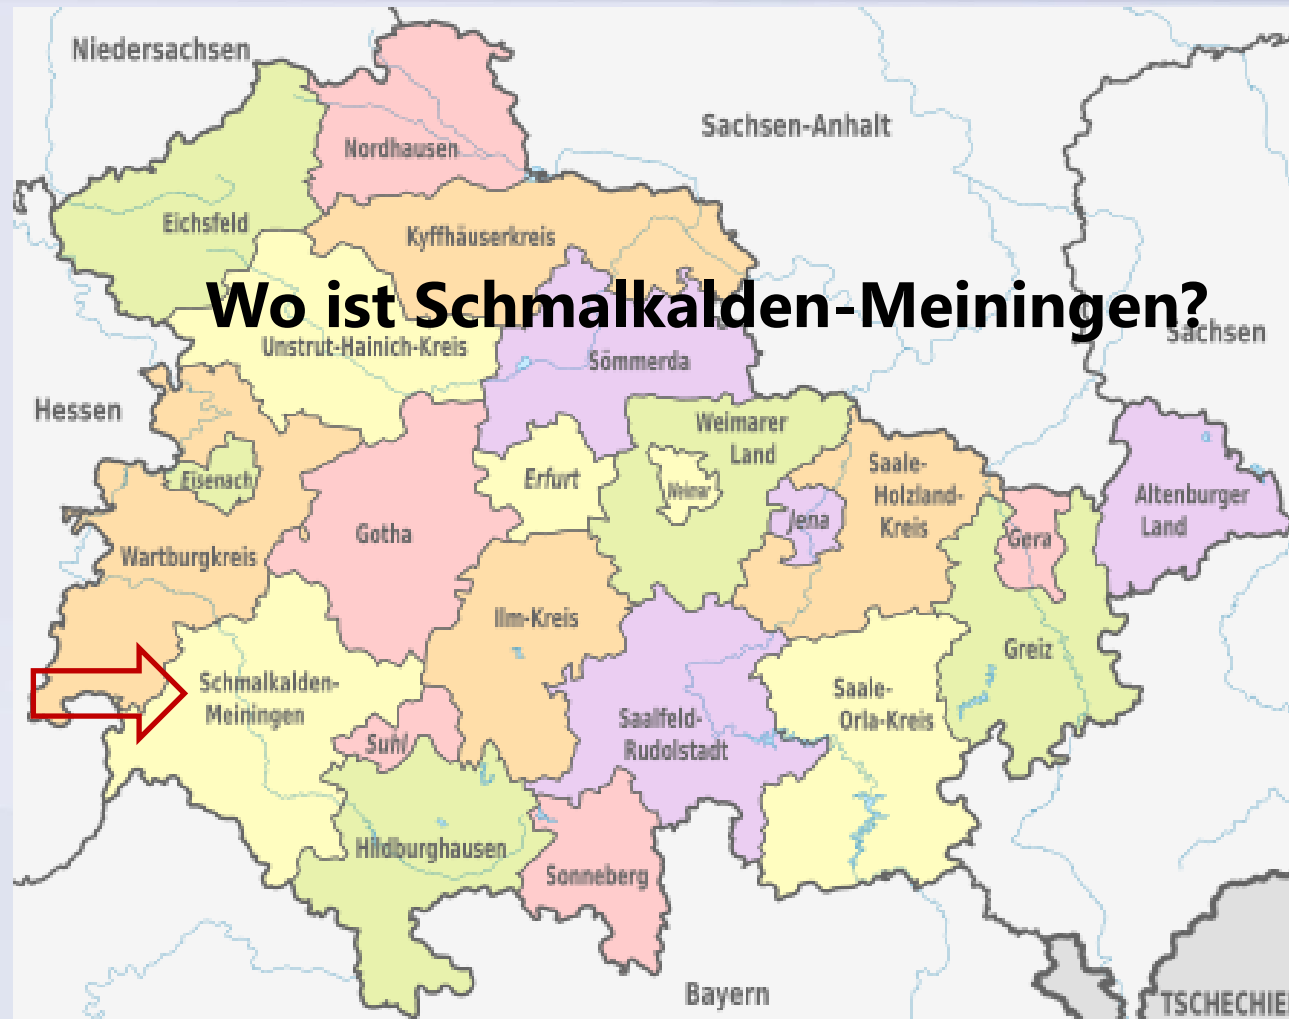 Niedersachsen
Sachsen-Anhalt
Nordhausen
Eichsfeld
Kyffhäuserkreis
Wo ist Schmalkalden-Meiningen?
Sachsen
Unstrut-Hainich-Kreis
Sömmerda
Hessen
Weimarer
Land
Saale-
Holzland-
Kreis
Eisenach
Erfurt
Weimar
Altenburger
Land
Jena
Gotha
Gera
Wartburgkreis
Ilm-Kreis
Greiz
Schmalkalden-
Meiningen
Saale-
Orla-Kreis
Saalfeld-
Rudolstadt
Suhl
Hildburghausen
Sonneberg
Bayern
TSCHECHIE